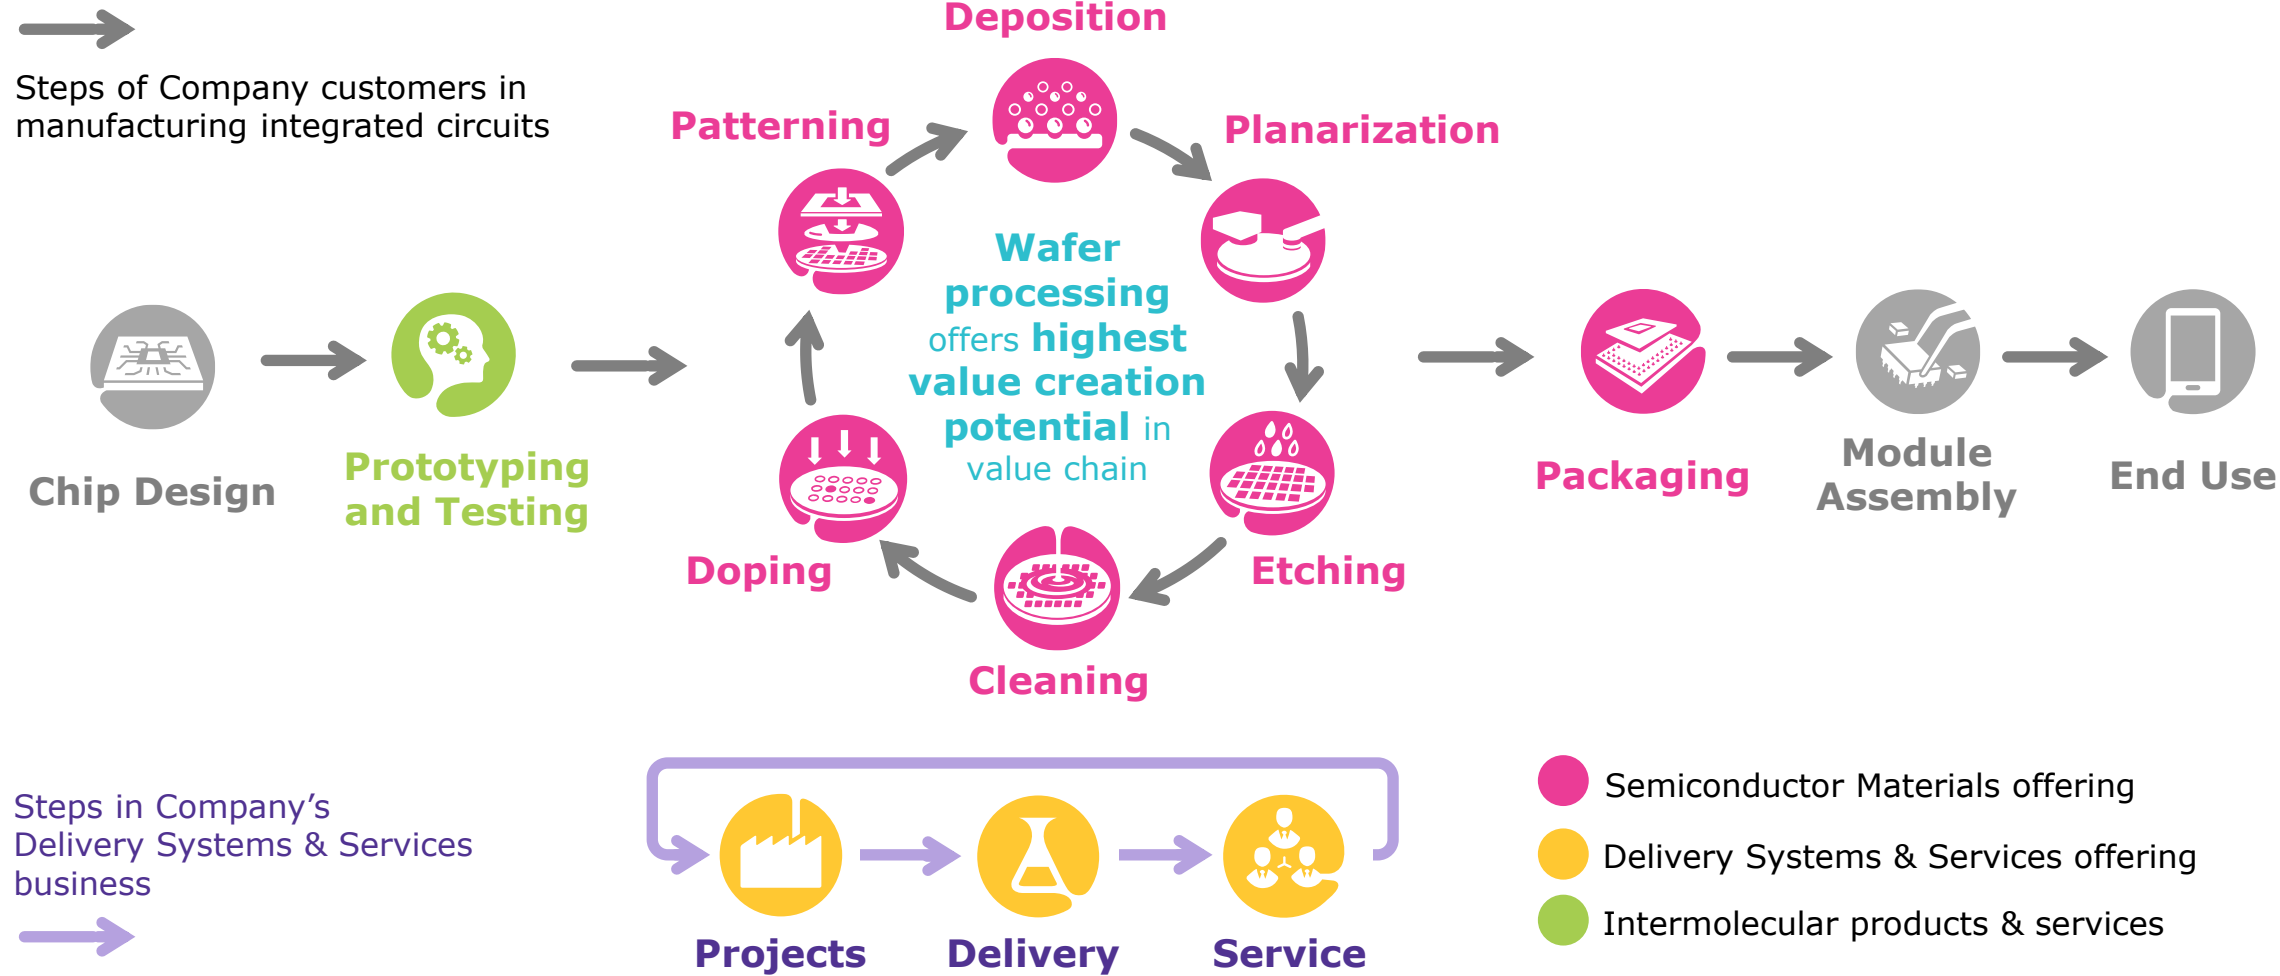 Steps of Company customers in
manufacturing integrated circuits
Deposition
Patterning
Planarization
Wafer
processing
offers highest
value creation
potential in
value chain
Chip Design
Prototyping
and Testing
Doping
Etching
Cleaning
Packaging
Module
Assembly
End Use
Steps in Company’s
Delivery Systems & Services
business
Projects
Delivery
Service
Semiconductor Materials offering
Delivery Systems & Services offering
Intermolecular products & services